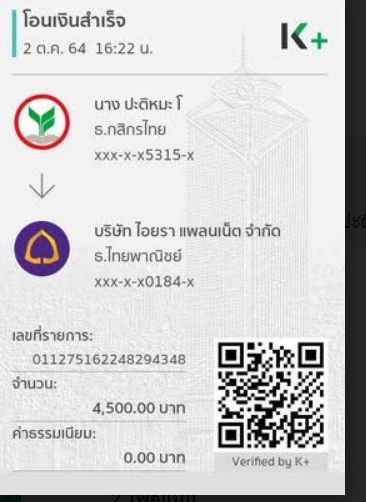 โอนเงินสำเร็จ
2 ต.ค. 64 16:22 น.
K+
นาง ปะติหมะ โ
ธ.กสิกรไทย
xxx-x-x5315-x
บริษัท ไอยรา แพลนเน็ต จำกัด
ธ.ไทยพาณิชย์
xxx-x-x0184-x
เลขที่รายการ:
011275162248294348
จำนวน:
4,500.00 บาท
ค่าธรรมเนียม:
0.00 บาท
Verified by K+